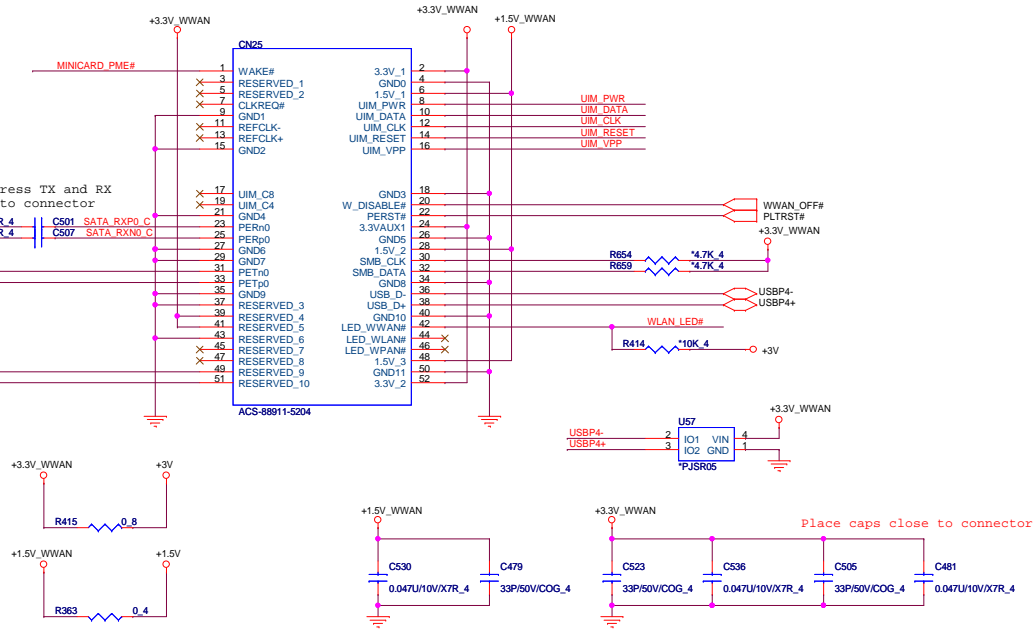 +3.3V_WWAN
+3.3V_WWAN
+1.5V_WWAN
CN25
MINICARD_PME# 1 WAKE# 3.3V_1 2
3 RESERVED_1 GND0 4
5 RESERVED_2 1.5V_1 6
7 CLKREQ# UIM_PWR 8 UIM_PWR
9 GND1 UIM_DATA 10 UIM_DATA
11 REFCLK- UIM_CLK 12 UIM_CLK
13 REFCLK+ UIM_RESET 14 UIM_RESET
15 GND2 UIM_VPP 16 UIM_VPP
ress TX and RX
to connector
17 UIM_C8 GND3 18
19 UIM_C4 W_DISABLE# 20 WWAN_OFF#
21 GND4 PERST# 22 PLTRST#
R_4 C501 SATA_RXP0_C 23 PERn0 3.3VAUX1 24
R_4 C507 SATA_RXN0_C 25 PERp0 GND5 26
+3.3V_WWAN
27 GND6 1.5V_2 28
29 GND7 SMB_CLK 30 R654 *4.7K_4
31 PETn0 SMB_DATA 32 R659 *4.7K_4
33 PETp0 GND8 34
35 GND9 USB_D- 36 USBP4-
37 RESERVED_3 USB_D+ 38 USBP4+
39 RESERVED_4 GND10 40
41 RESERVED_5 LED_WWAN# 42 WLAN_LED#
43 RESERVED_6 LED_WLAN# 44
45 RESERVED_7 LED_WPAN# 46 R414 *10K_4 +3V
47 RESERVED_8 1.5V_3 48
49 RESERVED_9 GND11 50
51 RESERVED_10 3.3V_2 52
ACS-88911-5204
+3.3V_WWAN
U57
USBP4- 2 IO1 VIN 4
USBP4+ 3 IO2 GND 1
*PJSR05
+3.3V_WWAN +3V
R415 0_8
+1.5V_WWAN +1.5V
R363 0_4
+1.5V_WWAN
C530 C479
0.047U/10V/X7R_4 33P/50V/COG_4
+3.3V_WWAN
Place caps close to connector
C523 C536 C505 C481
33P/50V/COG_4 0.047U/10V/X7R_4 33P/50V/COG_4 0.047U/10V/X7R_4